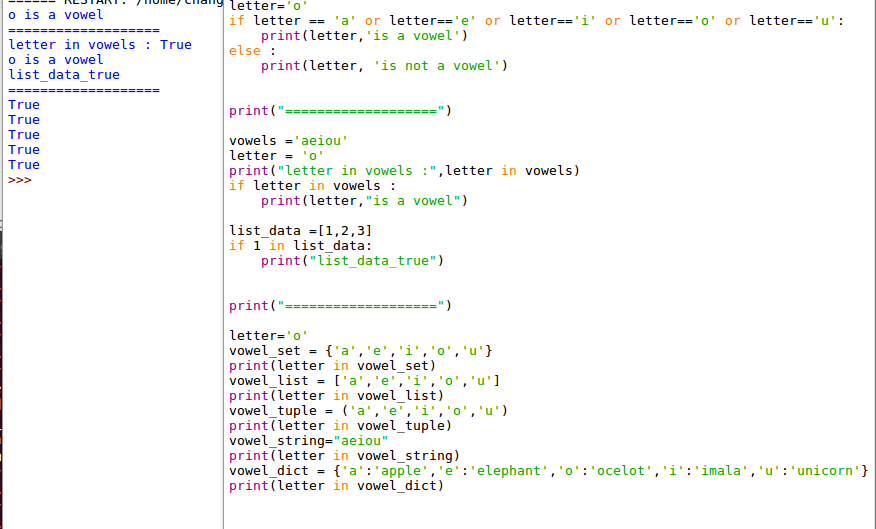 ====== RESTART: /home/chang
o is a vowel
===================
letter in vowels : True
o is a vowel
list_data_true
===================
True
True
True
True
True
>>>
letter='o'
if letter == 'a' or letter=='e' or letter=='i' or letter=='o' or letter=='u':
    print(letter,'is a vowel')
else :
    print(letter, 'is not a vowel')
print("===================")
vowels ='aeiou'
letter = 'o'
print("letter in vowels :",letter in vowels)
if letter in vowels :
    print(letter,"is a vowel")
list_data =[1,2,3]
if 1 in list_data:
    print("list_data_true")
print("===================")
letter='o'
vowel_set = {'a','e','i','o','u'}
print(letter in vowel_set)
vowel_list = ['a','e','i','o','u']
print(letter in vowel_list)
vowel_tuple = ('a','e','i','o','u')
print(letter in vowel_tuple)
vowel_string="aeiou"
print(letter in vowel_string)
vowel_dict = {'a':'apple','e':'elephant','o':'ocelot','i':'imala','u':'unicorn'}
print(letter in vowel_dict)